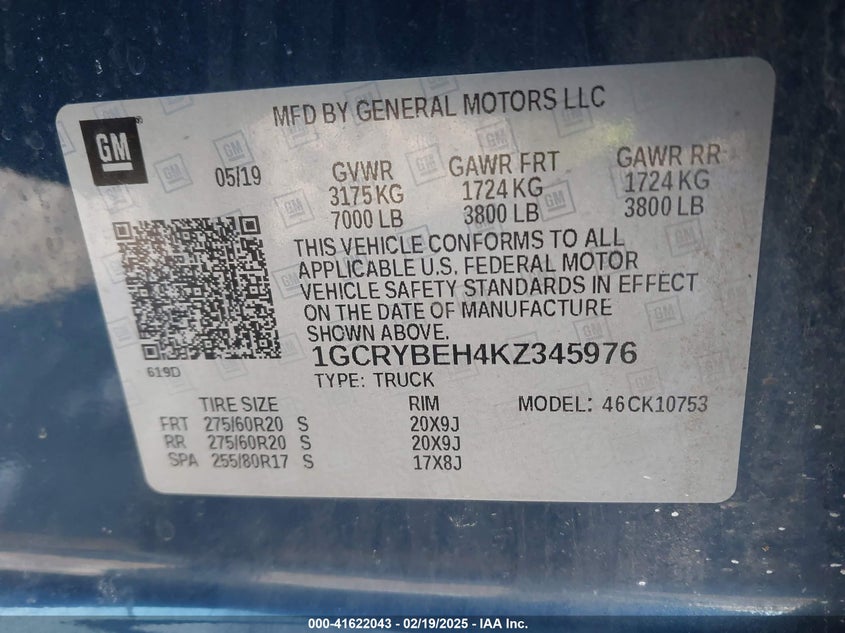 MFD BY GENERAL MOTORS LLC
GM
05/19
GVWR GAWR FRT GAWR RR
3175 KG 1724 KG 1724 KG
7000 LB 3800 LB 3800 LB
THIS VEHICLE CONFORMS TO ALL
APPLICABLE U.S. FEDERAL MOTOR
VEHICLE SAFETY STANDARDS IN EFFECT
ON THE DATE OF MANUFACTURE
SHOWN ABOVE.
1GCRYBEH4KZ345976
619D
TYPE: TRUCK
TIRE SIZE RIM MODEL: 46CK10753
FRT 275/60R20 S 20X9J
RR 275/60R20 S 20X9J
SPA 255/80R17 S 17X8J
000-41622043 - 02/19/2025 - IAA Inc.